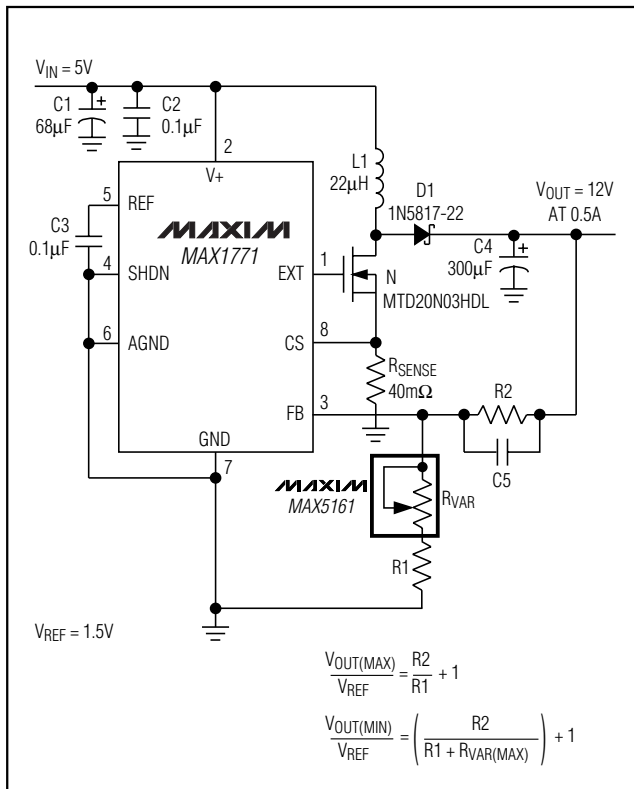 V_IN = 5V
C1
68µF
+
C2
0.1µF
2
V+
L1
22µH
D1
1N5817-22
V_OUT = 12V
AT 0.5A
5
REF
MAXIM
MAX1771
C3
0.1µF
4
SHDN
EXT
1
N
MTD20N03HDL
C4
300µF
+
6
AGND
CS
8
R_SENSE
40mΩ
R2
FB
3
C5
GND
7
MAXIM
MAX5161
R_VAR
R1
V_REF = 1.5V
V_OUT(MAX) / V_REF = R2 / R1 + 1
V_OUT(MIN) / V_REF = ( R2 / R1 + R_VAR(MAX) ) + 1